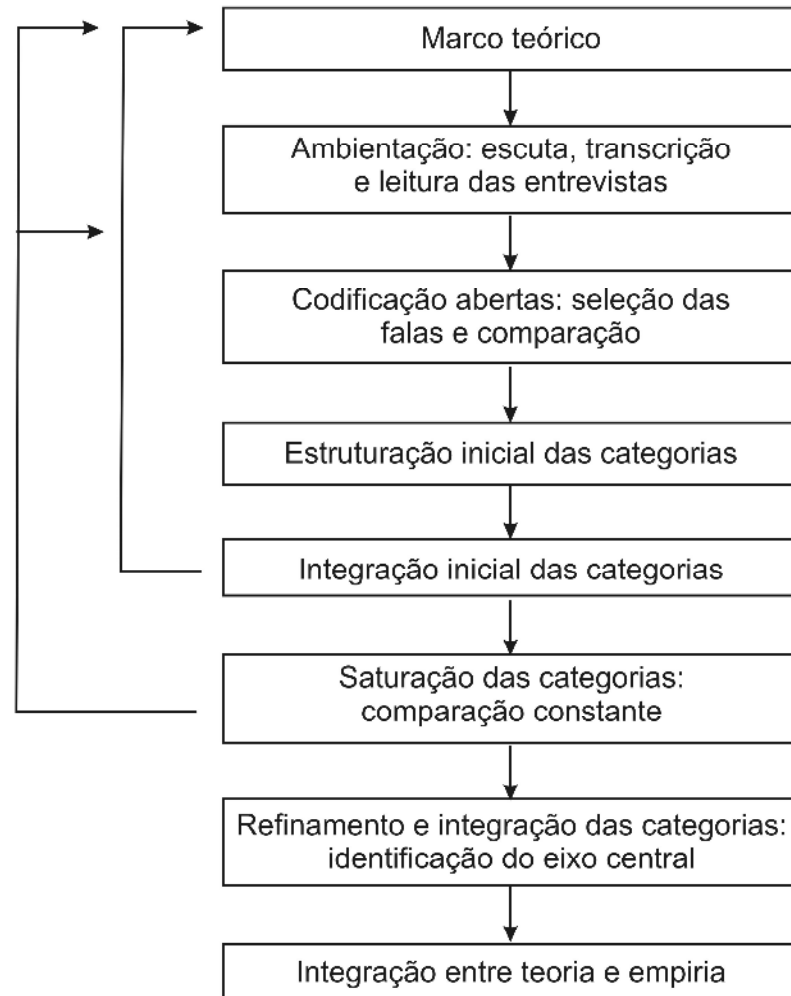 Marco teórico
Ambientação: escuta, transcrição
e leitura das entrevistas
Codificação abertas: seleção das
falas e comparação
Estruturação inicial das categorias
Integração inicial das categorias
Saturação das categorias:
comparação constante
Refinamento e integração das categorias:
identificação do eixo central
Integração entre teoria e empiria